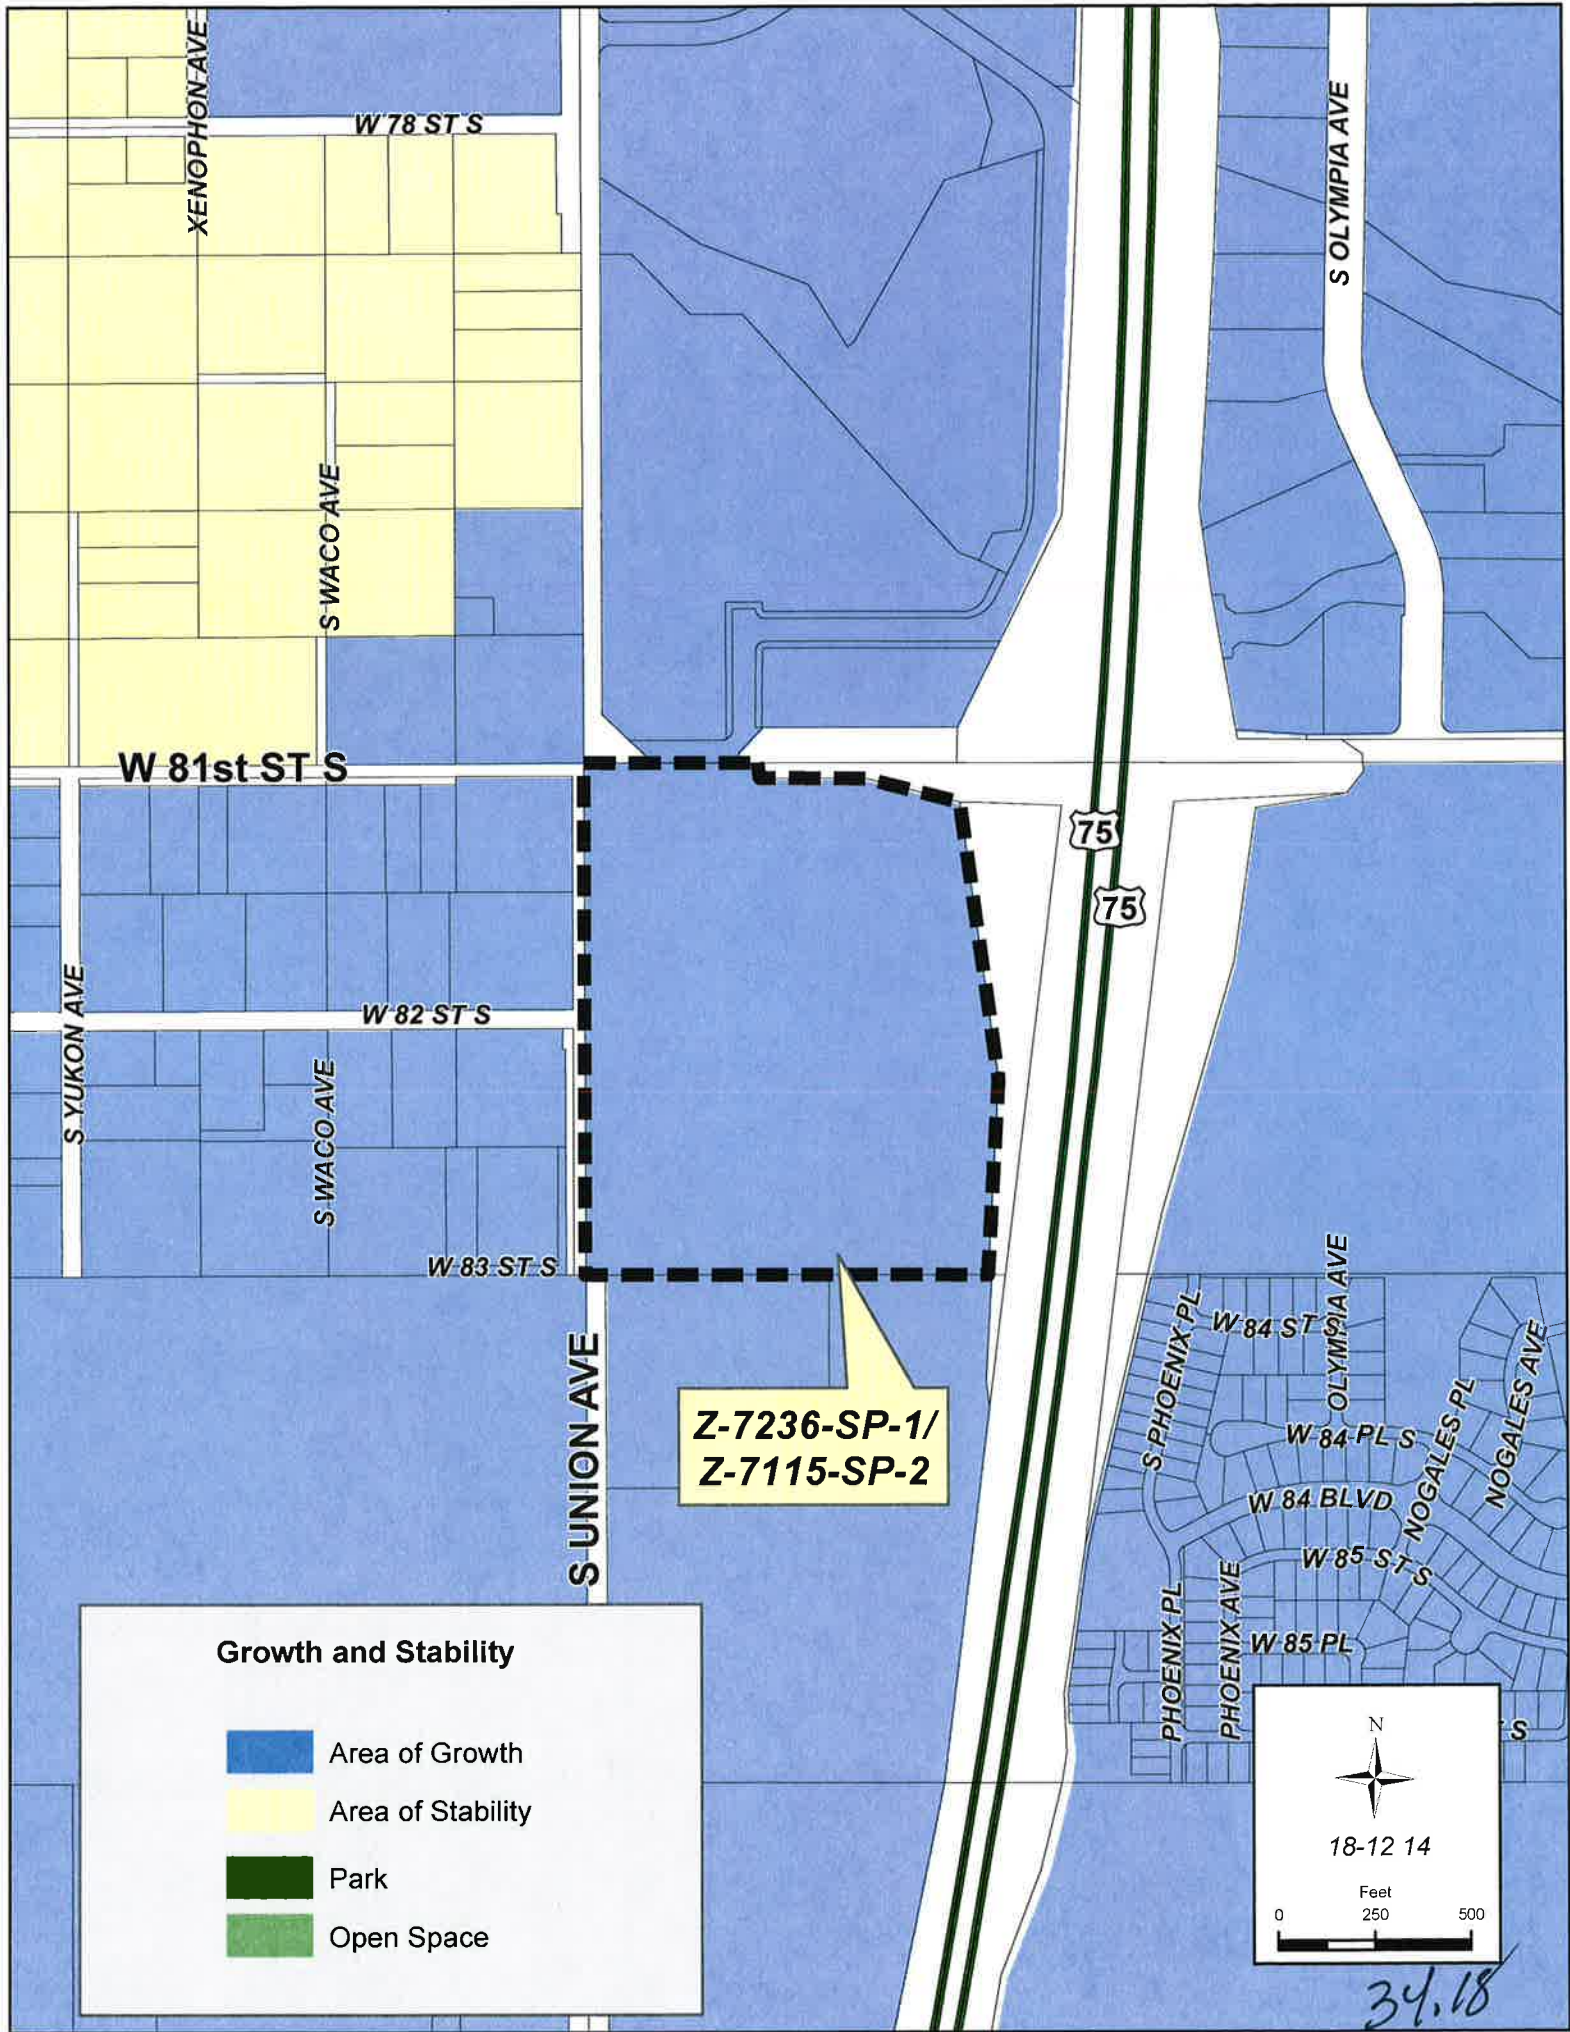 XENOPHON AVE
W 78 ST S
S OLYMPIA AVE
S WACO AVE
W 81st ST S
75
75
S YUKON AVE
W 82 ST S
S WACO AVE
W 83 ST S
S UNION AVE
Z-7236-SP-1/
Z-7115-SP-2
S PHOENIX PL
W 84 ST S
OLYMPIA AVE
W 84 PL S
NOGALES PL
NOGALES AVE
W 84 BLVD
W 85 ST S
PHOENIX PL
PHOENIX AVE
W 85 PL
S
Growth and Stability
Area of Growth
Area of Stability
Park
Open Space
N
18-12 14
Feet
0 250 500
34.18